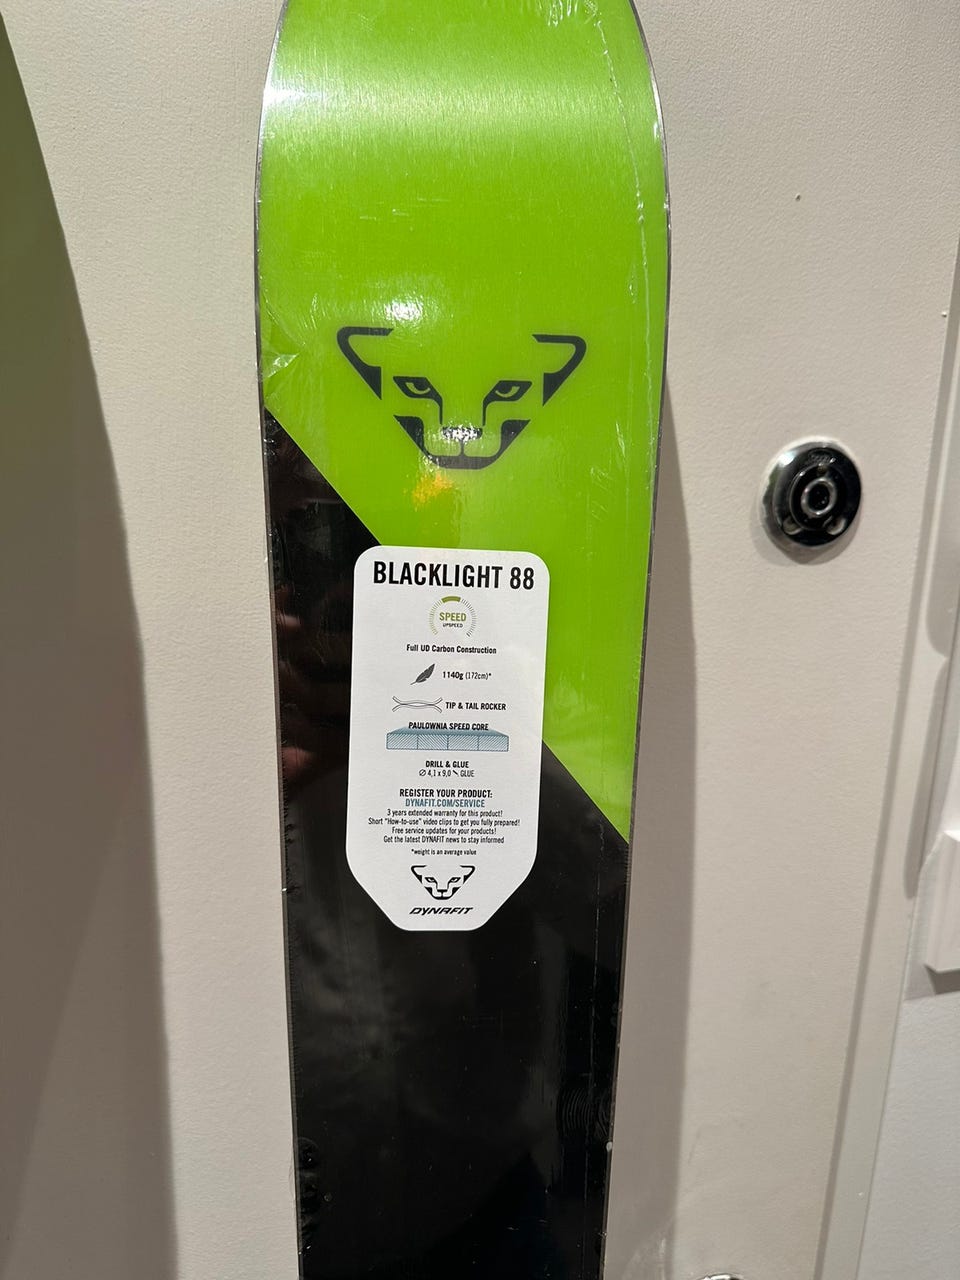 BLACKLIGHT 88
SPEED
UPSPEED
Full UD Carbon Construction
1140g (172cm)*
TIP & TAIL ROCKER
PAULOWNIA SPEED CORE
DRILL & GLUE
Ø 4,1 x 9,0 GLUE
REGISTER YOUR PRODUCT:
DYNAFIT.COM/SERVICE
3 years extended warranty for this product!
Short "How-to-use" video clips to get you fully prepared!
Free service updates for your products!
Get the latest DYNAFIT news to stay informed
*weight is an average value
DYNAFIT